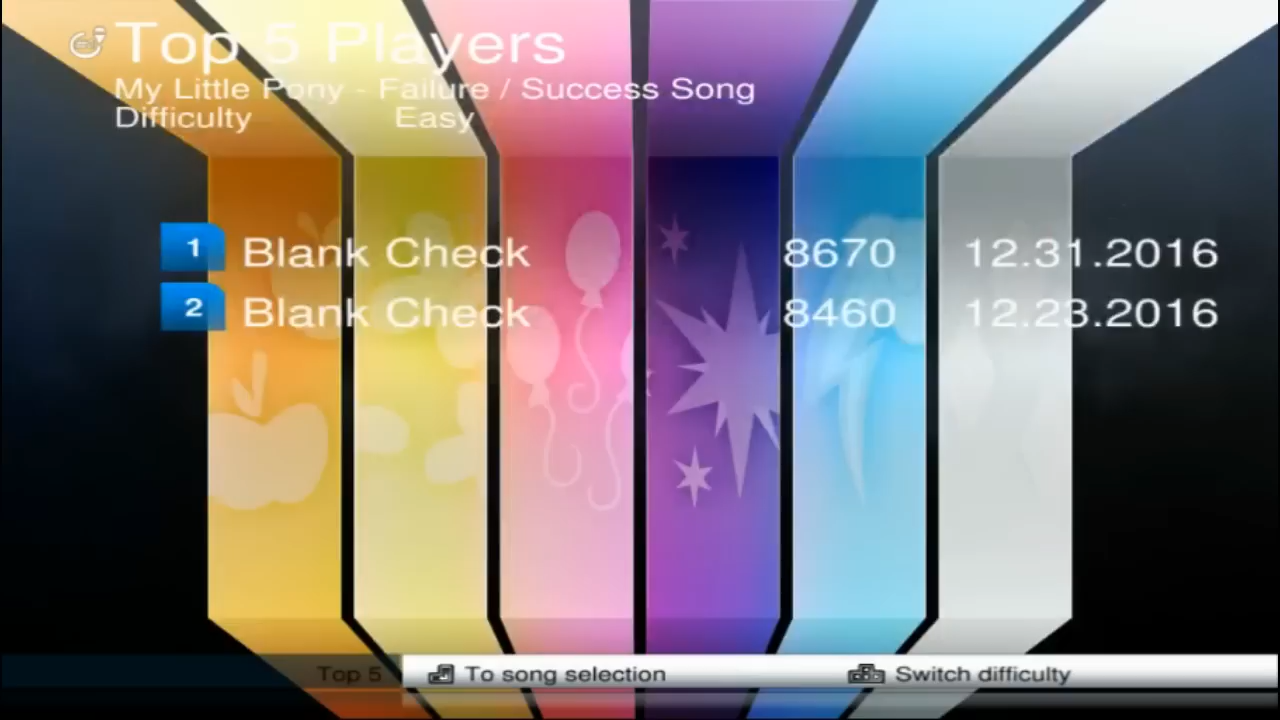 Top 5 Players
My Little Pony - Failure / Success Song
Difficulty Easy
1 Blank Check 8670 12.31.2016
2 Blank Check 8460 12.23.2016
Top 5 To song selection Switch difficulty